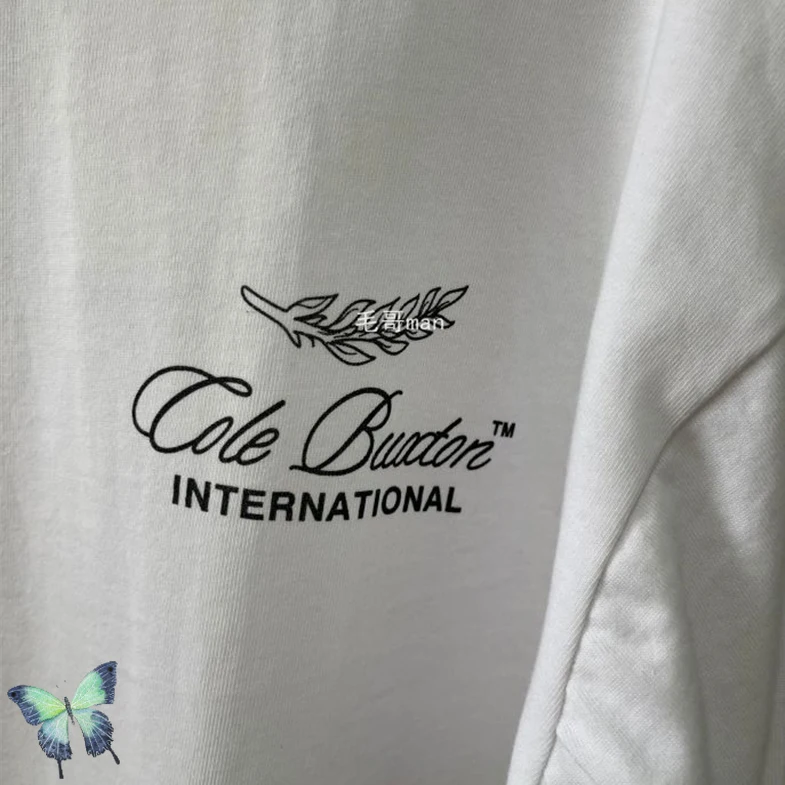 毛哥man
Cole Buxton™
INTERNATIONAL